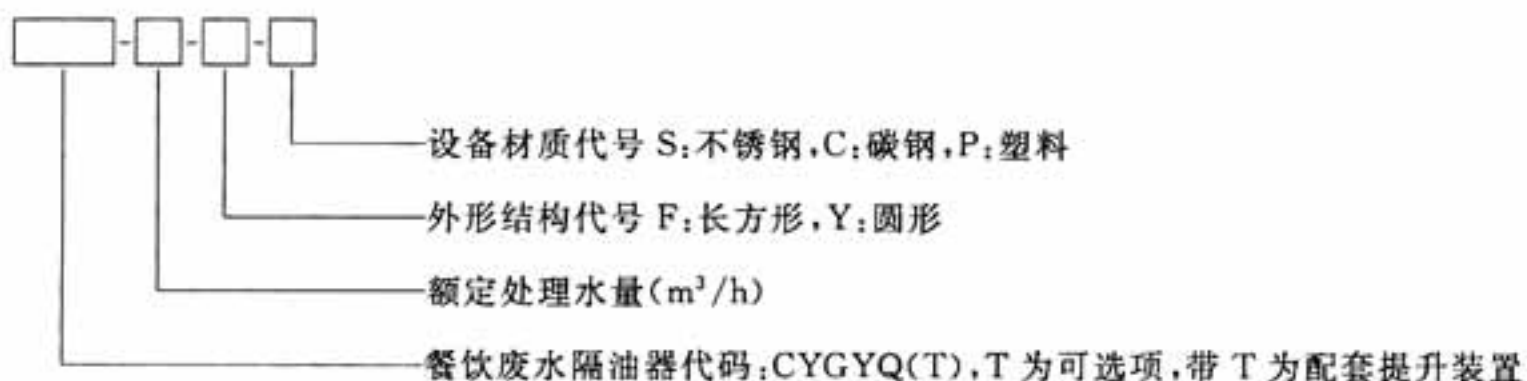 设备材质代号 S:不锈钢,C:碳钢,P:塑料
外形结构代号 F:长方形,Y:圆形
额定处理水量(m³/h)
餐饮废水隔油器代码:CYGYQ(T),T 为可选项,带 T 为配套提升装置